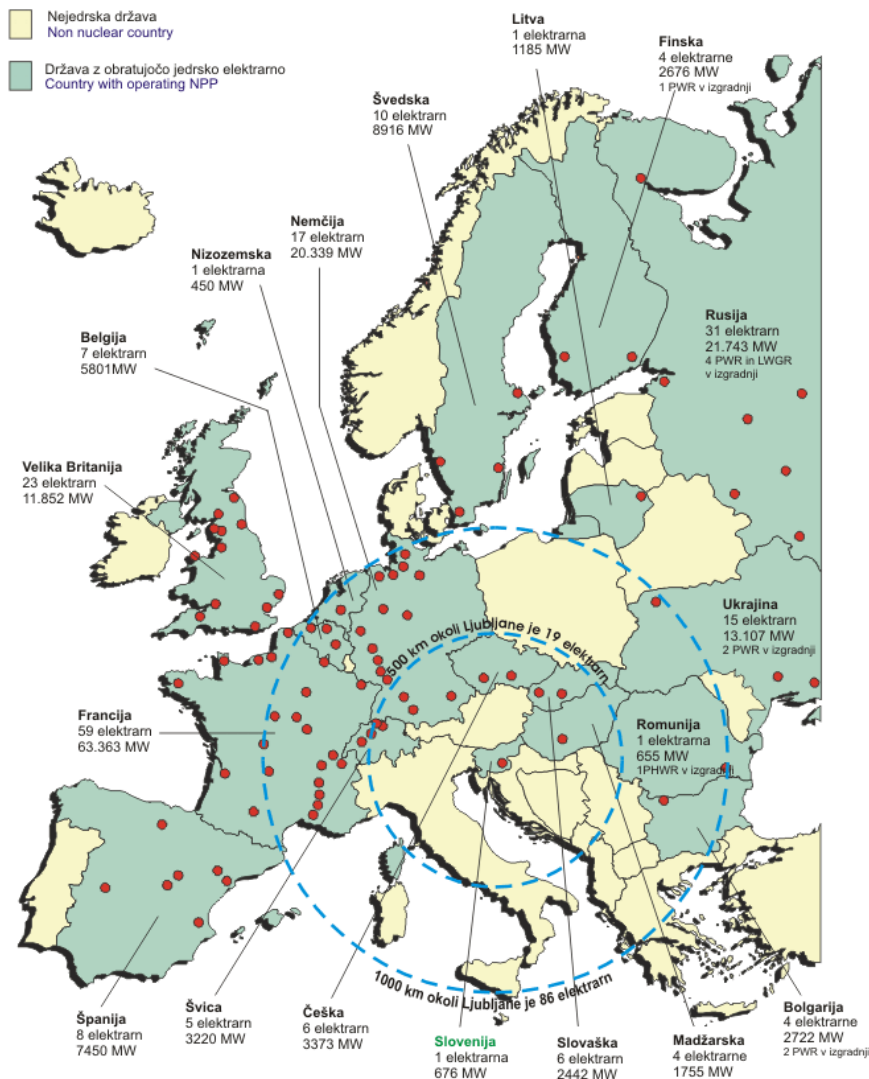 Nejedrska država
Non nuclear country
Država z obratujočo jedrsko elektrarno
Country with operating NPP
Litva
1 elektrarna
1185 MW
Finska
4 elektrarne
2676 MW
1 PWR v izgradnji
Švedska
10 elektrarn
8916 MW
Nemčija
17 elektrarn
20.339 MW
Nizozemska
1 elektrarna
450 MW
Belgija
7 elektrarn
5801MW
Rusija
31 elektrarn
21.743 MW
4 PWR in LWGR
v izgradnji
Velika Britanija
23 elektrarn
11.852 MW
Ukrajina
15 elektrarn
13.107 MW
2 PWR v izgradnji
500 km okoli Ljubljane je 19 elektrarn
Francija
59 elektrarn
63.363 MW
Romunija
1 elektrarna
655 MW
1PHWR v izgradnji
1000 km okoli Ljubljane je 86 elektrarn
Španija
8 elektrarn
7450 MW
Švica
5 elektrarn
3220 MW
Češka
6 elektrarn
3373 MW
Slovenija
1 elektrarna
676 MW
Slovaška
6 elektrarn
2442 MW
Madžarska
4 elektrarne
1755 MW
Bolgarija
4 elektrarne
2722 MW
2 PWR v izgradnji